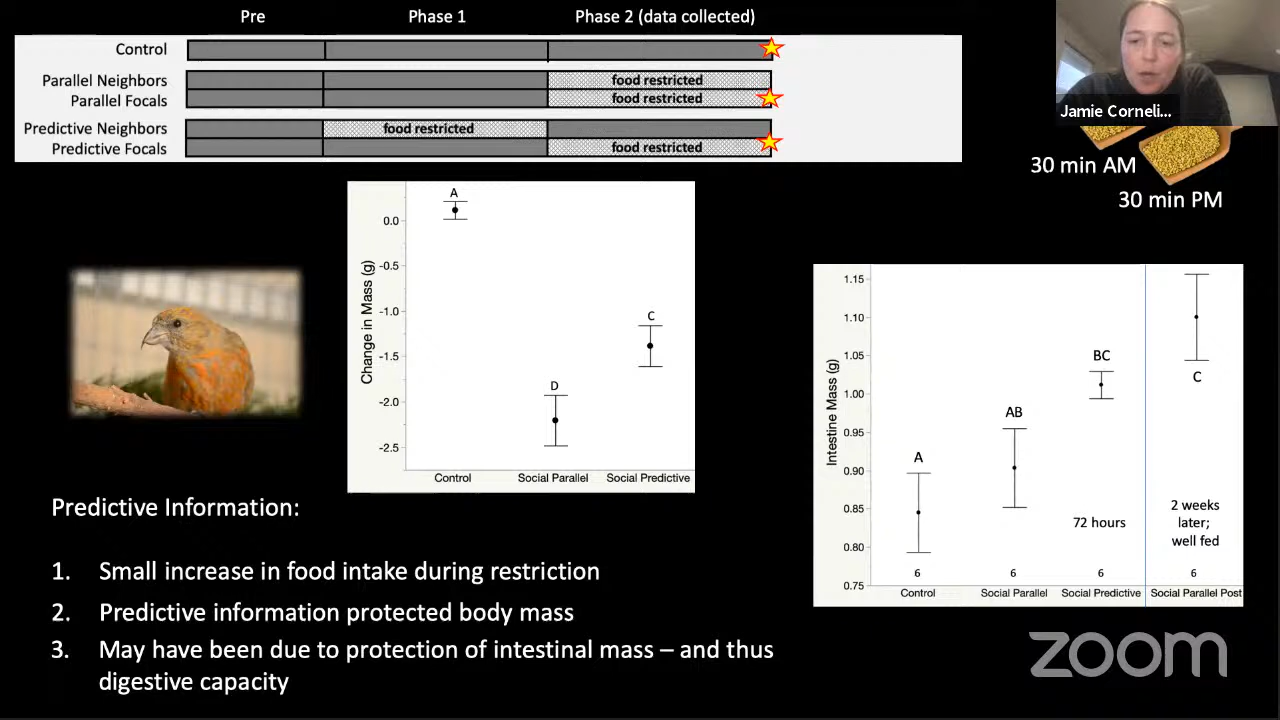 Pre Phase 1 Phase 2 (data collected)
Control
Parallel Neighbors food restricted
Parallel Focals food restricted
Predictive Neighbors food restricted
Predictive Focals food restricted
Jamie Corneli...
30 min AM
30 min PM
Change in Mass (g)
0.0
-0.5
-1.0
-1.5
-2.0
-2.5
A
D
C
Control Social Parallel Social Predictive
Intestine Mass (g)
1.15
1.10
1.05
1.00
0.95
0.90
0.85
0.80
0.75
A
AB
BC
C
72 hours
2 weeks
later;
well fed
6 6 6 6
Control Social Parallel Social Predictive Social Parallel Post
Predictive Information:
1. Small increase in food intake during restriction
2. Predictive information protected body mass
3. May have been due to protection of intestinal mass – and thus
digestive capacity
zoom